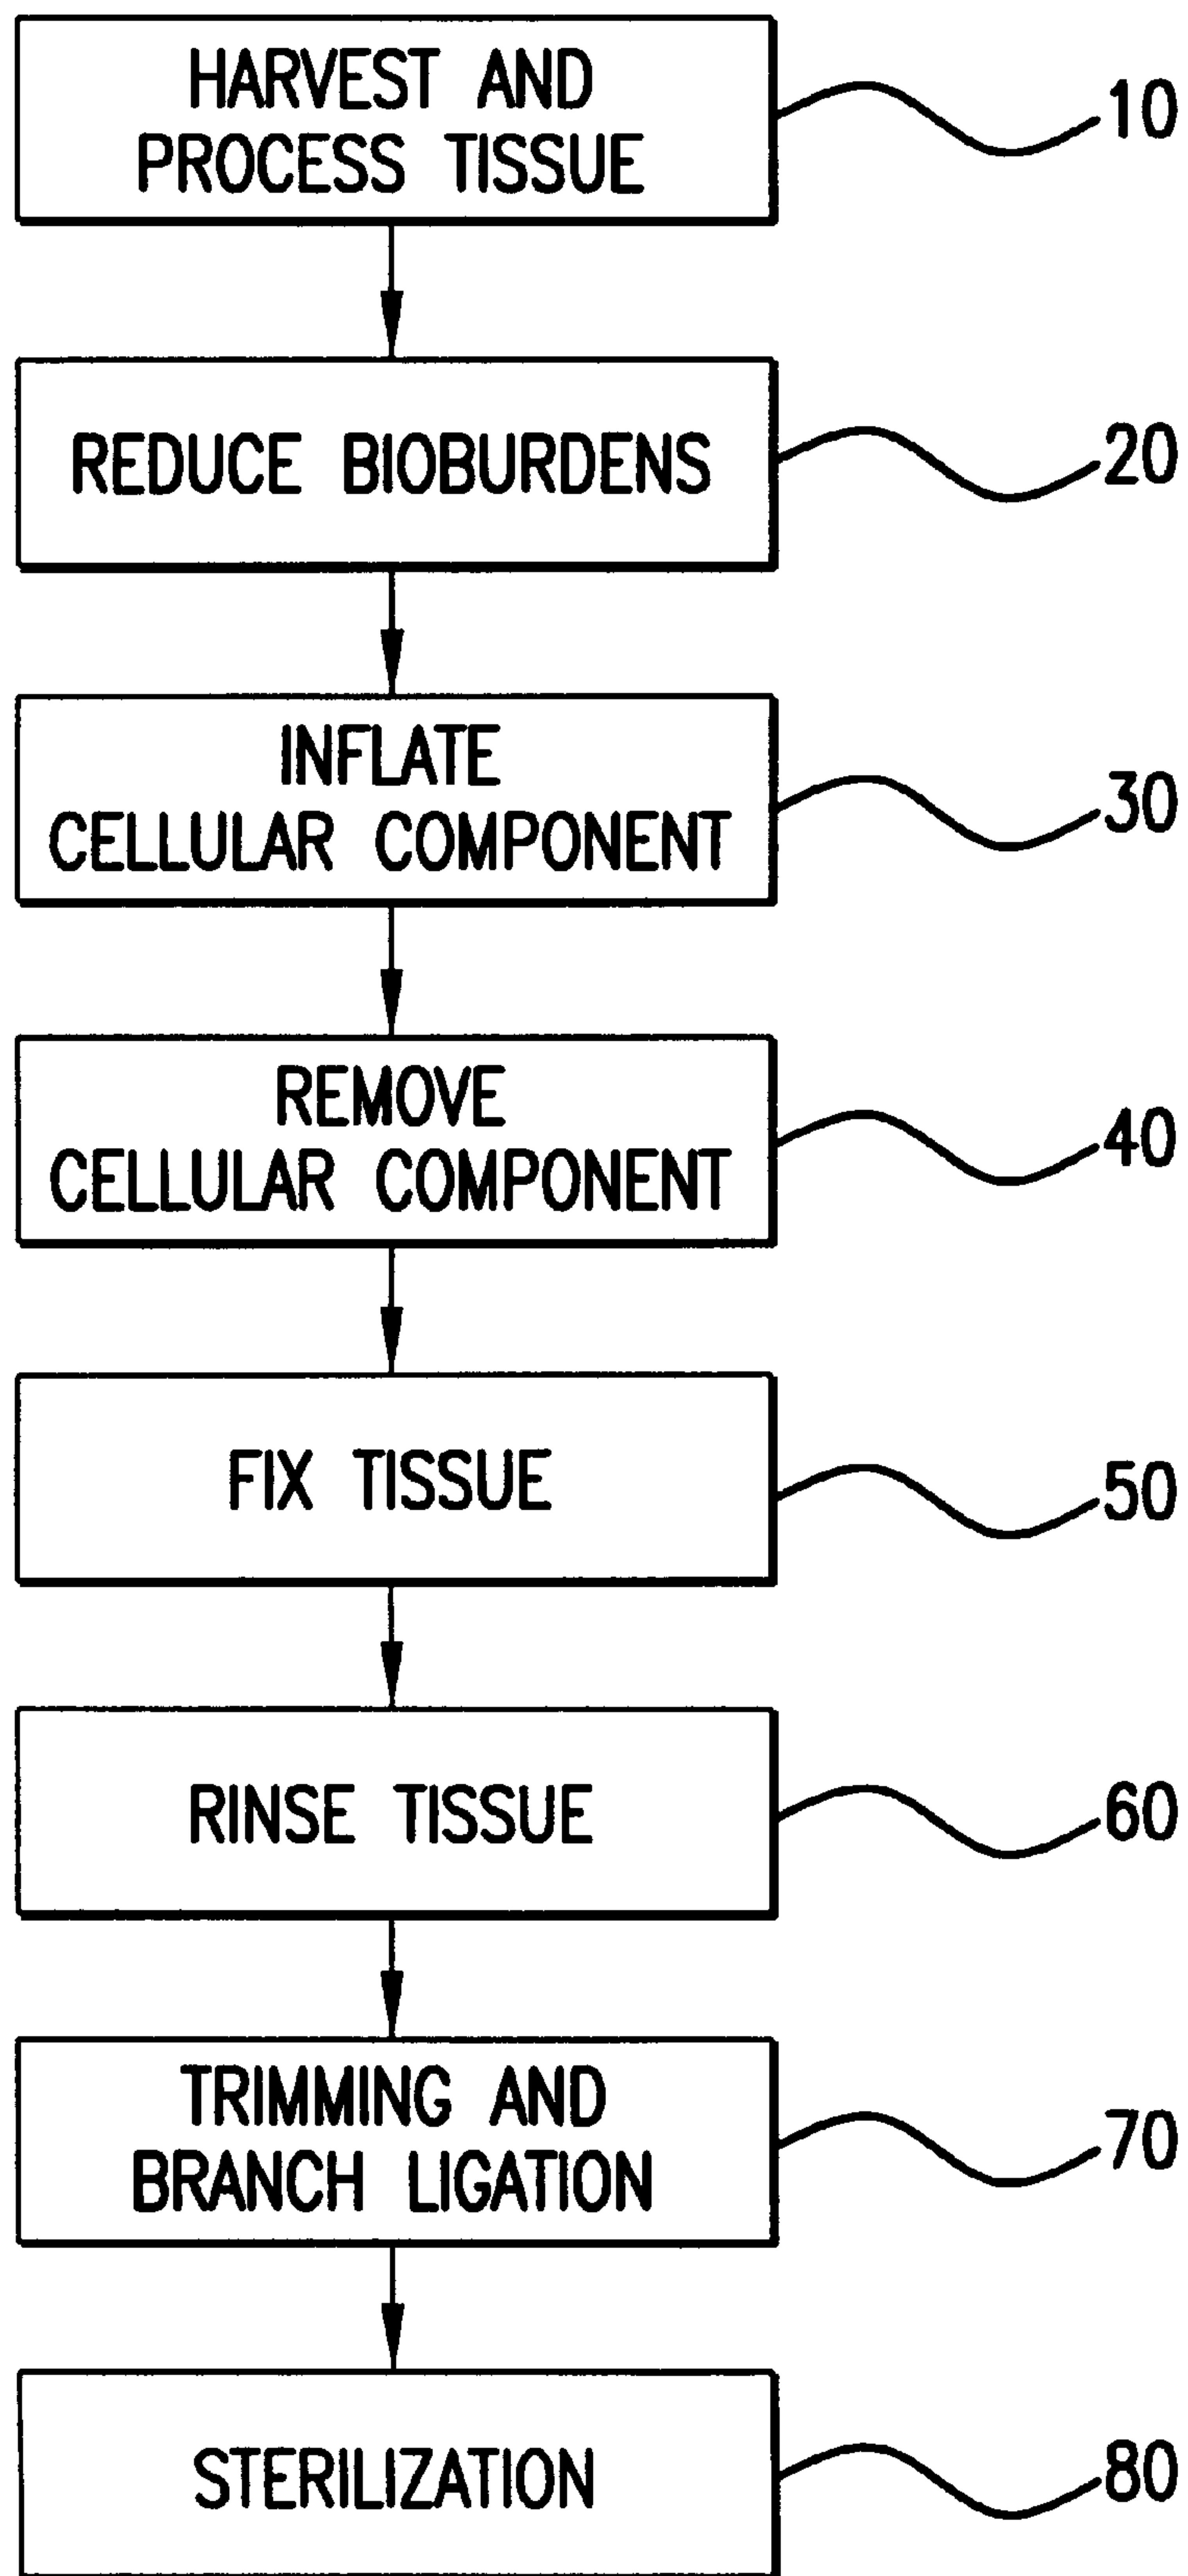 HARVEST AND
PROCESS TISSUE
10
REDUCE BIOBURDENS
20
INFLATE
CELLULAR COMPONENT
30
REMOVE
CELLULAR COMPONENT
40
FIX TISSUE
50
RINSE TISSUE
60
TRIMMING AND
BRANCH LIGATION
70
STERILIZATION
80